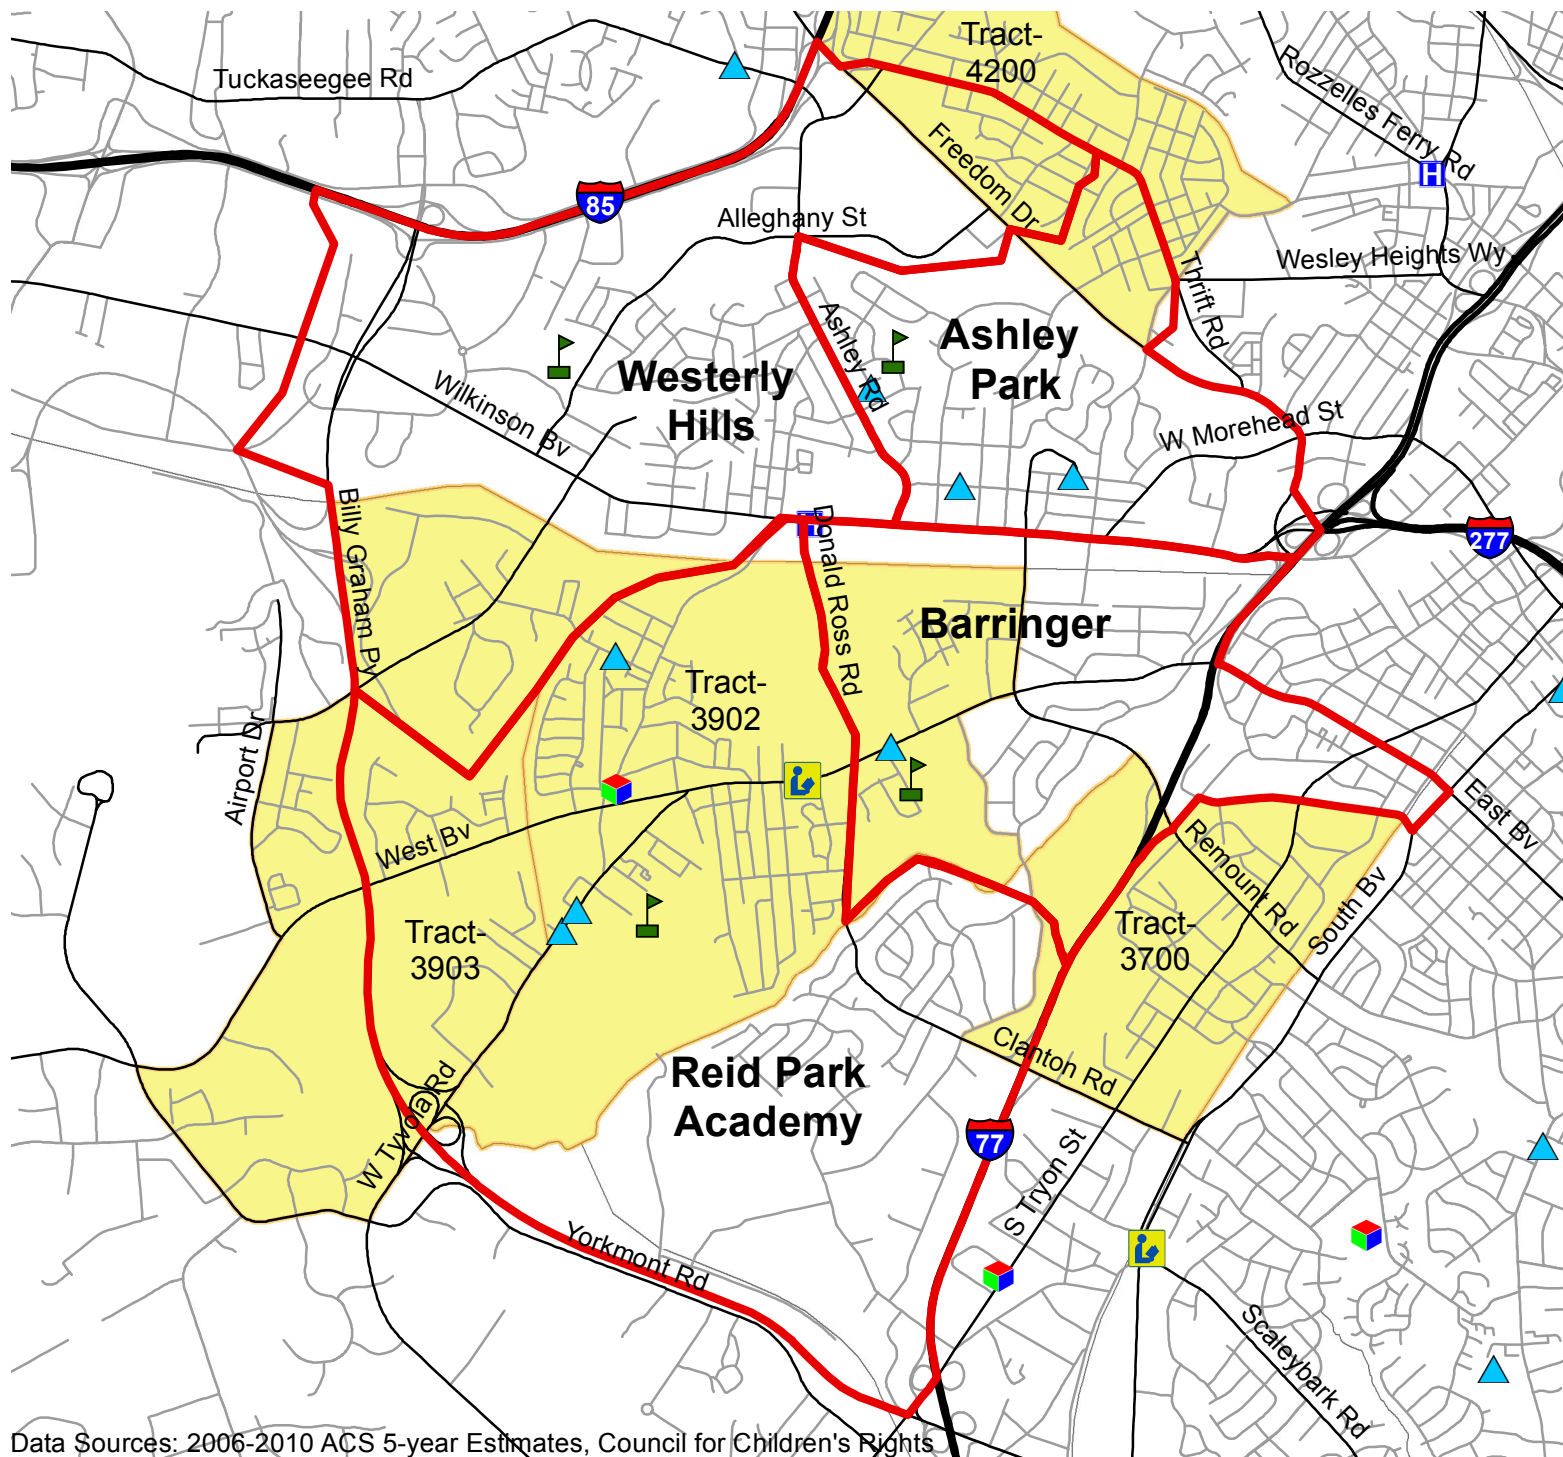 Tract-
4200
Rozzelles Ferry Rd
Tuckaseegee Rd
Freedom Dr
H
85
Alleghany St
Wesley Heights Wy
Thrift Rd
Ashley Rd
Ashley
Park
Westerly
Hills
Wilkinson Bv
W Morehead St
Billy Graham Py
Donald Ross Rd
277
Barringer
Tract-
3902
Airport Dr
West Bv
East Bv
Remount Rd
South Bv
Tract-
3903
Tract-
3700
Clanton Rd
Reid Park
Academy
W Tyvola Rd
77
S Tryon St
Yorkmont Rd
Scaleybark Rd
Data Sources: 2006-2010 ACS 5-year Estimates, Council for Children's Rights